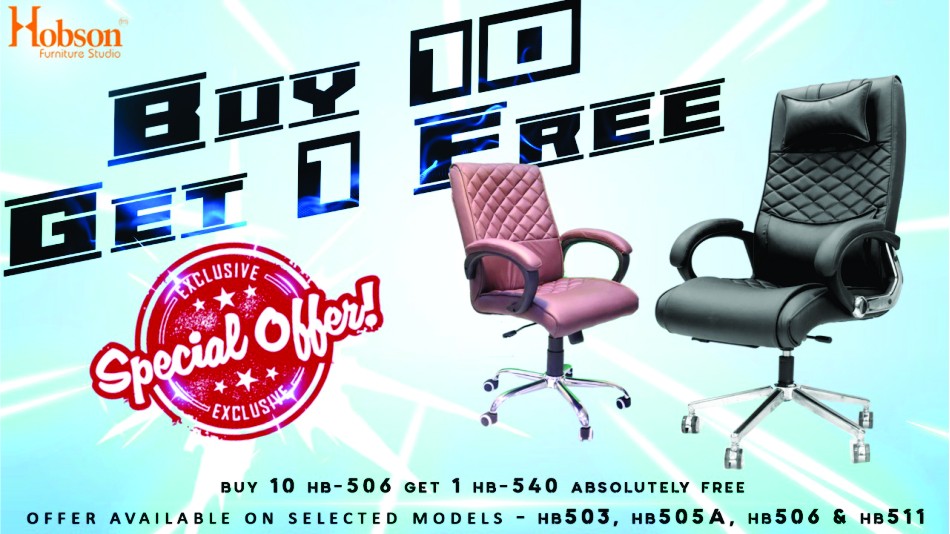 Hobson
Furniture Studio
Buy 10
Get 1 Free
EXCLUSIVE
Special Offer!
EXCLUSIVE
BUY 10 HB-506 GET 1 HB-540 ABSOLUTELY FREE
OFFER AVAILABLE ON SELECTED MODELS - HB503, HB505A, HB506 & HB511